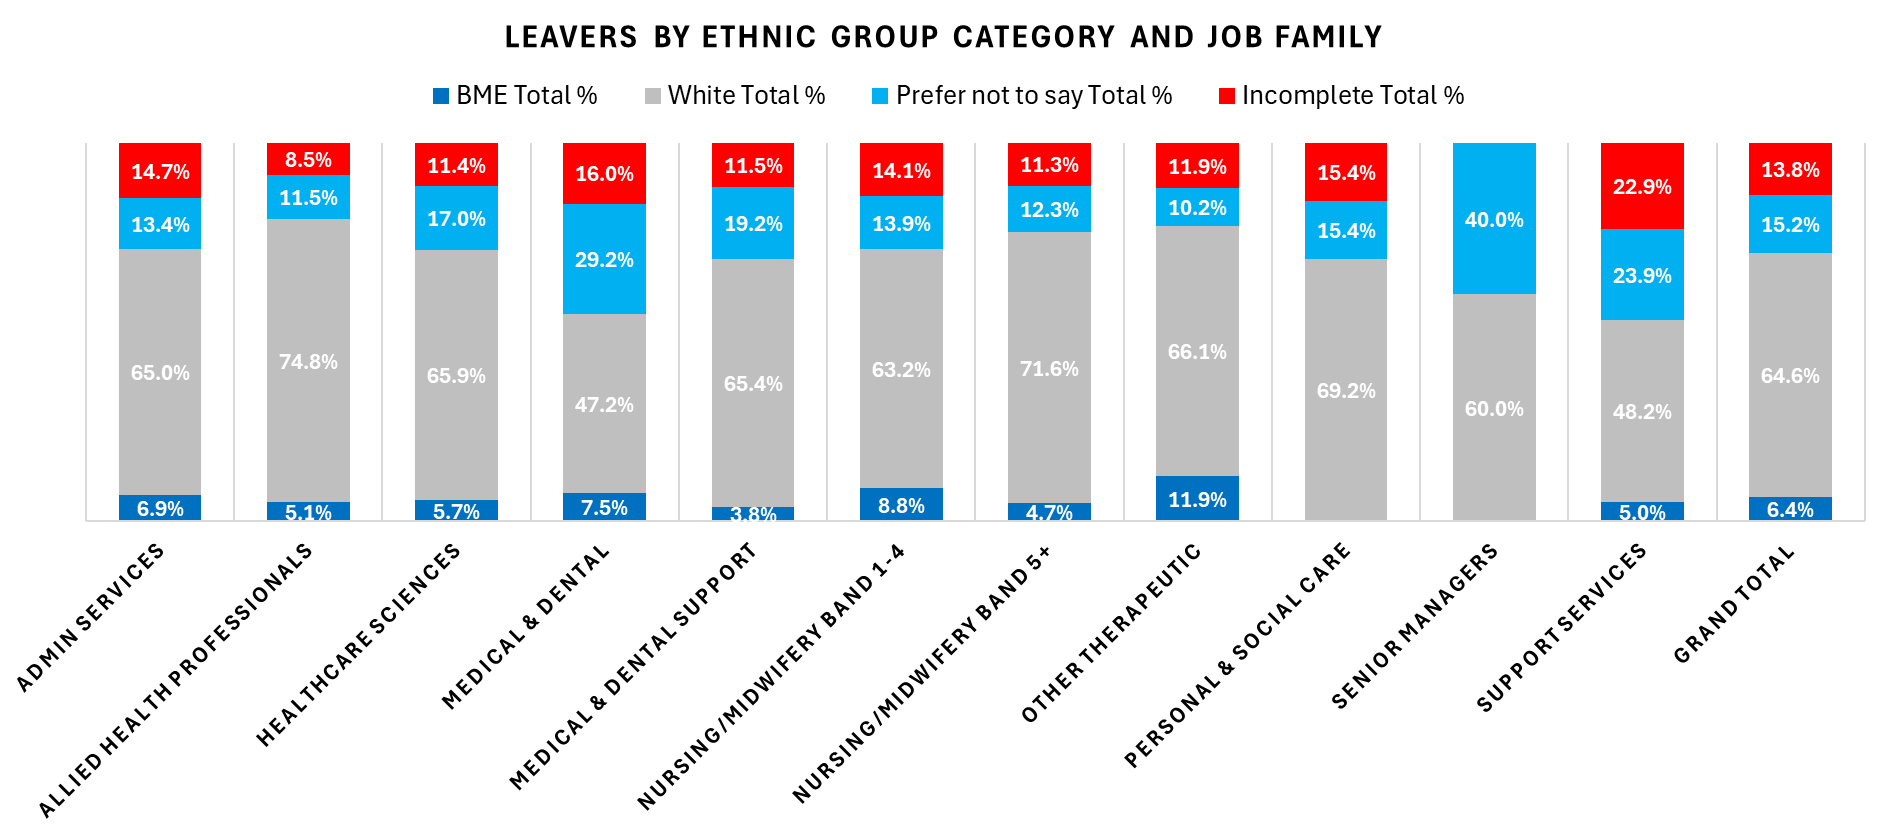 LEAVERS BY ETHNIC GROUP CATEGORY AND JOB FAMILY
BME Total % White Total % Prefer not to say Total % Incomplete Total %
14.7% 8.5% 11.4% 16.0% 11.5% 14.1% 11.3% 11.9% 15.4% 22.9% 13.8%
13.4% 11.5% 17.0% 29.2% 19.2% 13.9% 12.3% 10.2% 15.4% 40.0% 23.9% 15.2%
65.0% 74.8% 65.9% 47.2% 65.4% 63.2% 71.6% 66.1% 69.2% 60.0% 48.2% 64.6%
6.9% 5.1% 5.7% 7.5% 3.8% 8.8% 4.7% 11.9% 5.0% 6.4%
ADMIN SERVICES
ALLIED HEALTH PROFESSIONALS
HEALTHCARE SCIENCES
MEDICAL & DENTAL
MEDICAL & DENTAL SUPPORT
NURSING/MIDWIFERY BAND 1-4
NURSING/MIDWIFERY BAND 5+
OTHER THERAPEUTIC
PERSONAL & SOCIAL CARE
SENIOR MANAGERS
SUPPORT SERVICES
GRAND TOTAL